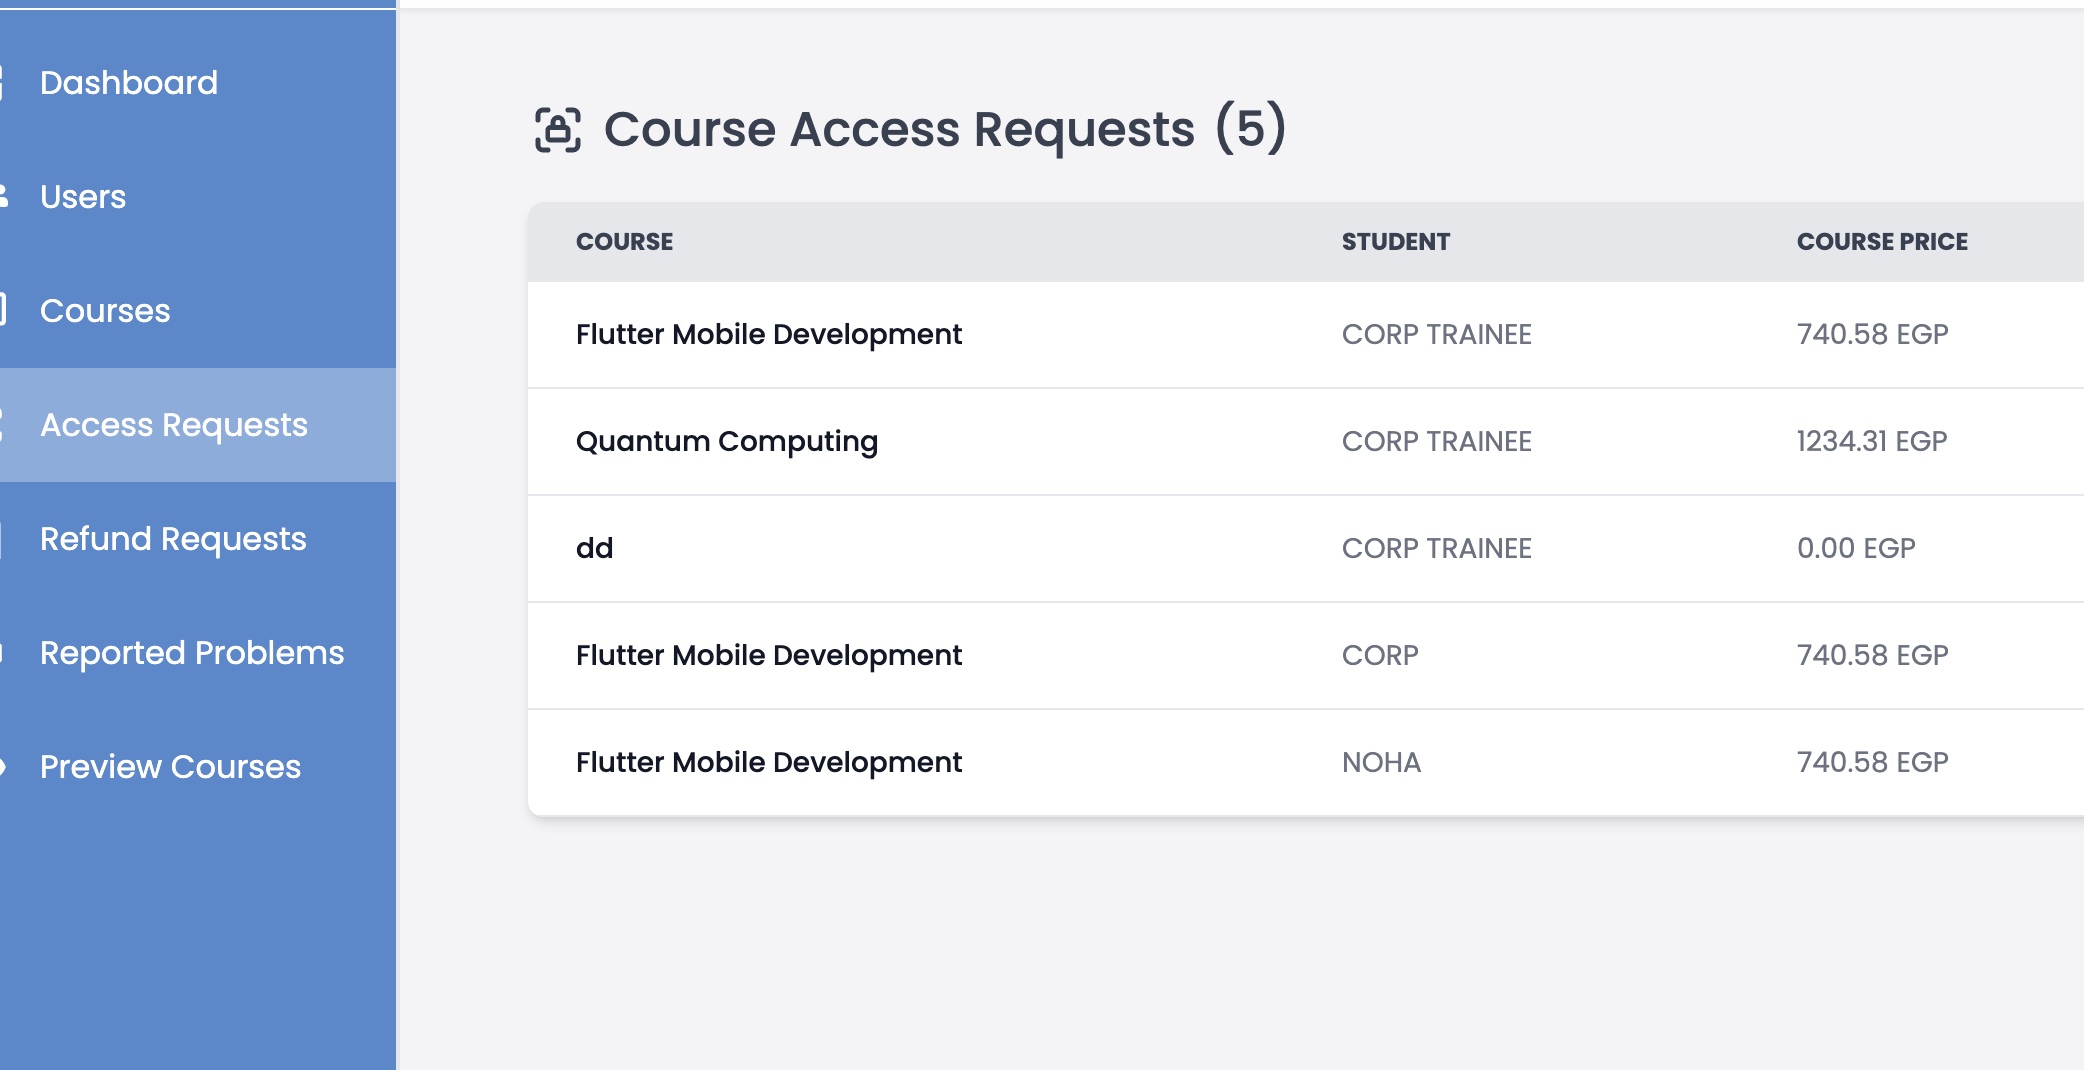 Dashboard
Users
Courses
Access Requests
Refund Requests
Reported Problems
Preview Courses
Course Access Requests (5)
COURSE STUDENT COURSE PRICE
Flutter Mobile Development CORP TRAINEE 740.58 EGP
Quantum Computing CORP TRAINEE 1234.31 EGP
dd CORP TRAINEE 0.00 EGP
Flutter Mobile Development CORP 740.58 EGP
Flutter Mobile Development NOHA 740.58 EGP